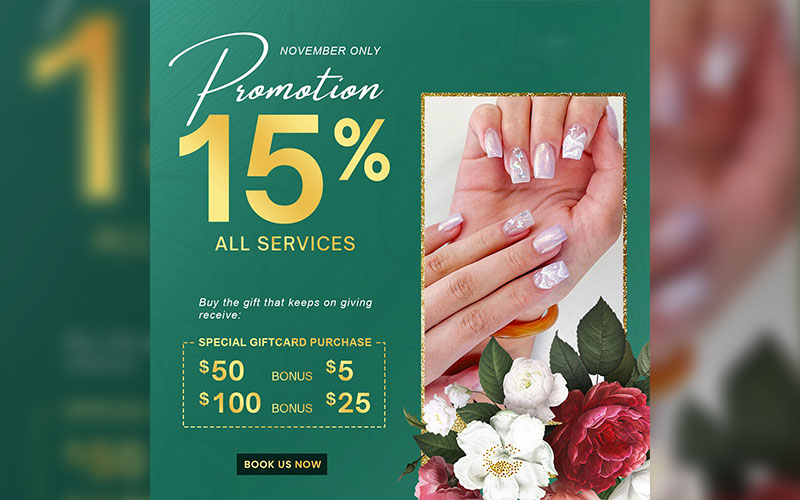 NOVEMBER ONLY
Promotion
15%
ALL SERVICES
Buy the gift that keeps on giving
receive:
SPECIAL GIFTCARD PURCHASE
$50 BONUS $5
$100 BONUS $25
BOOK US NOW